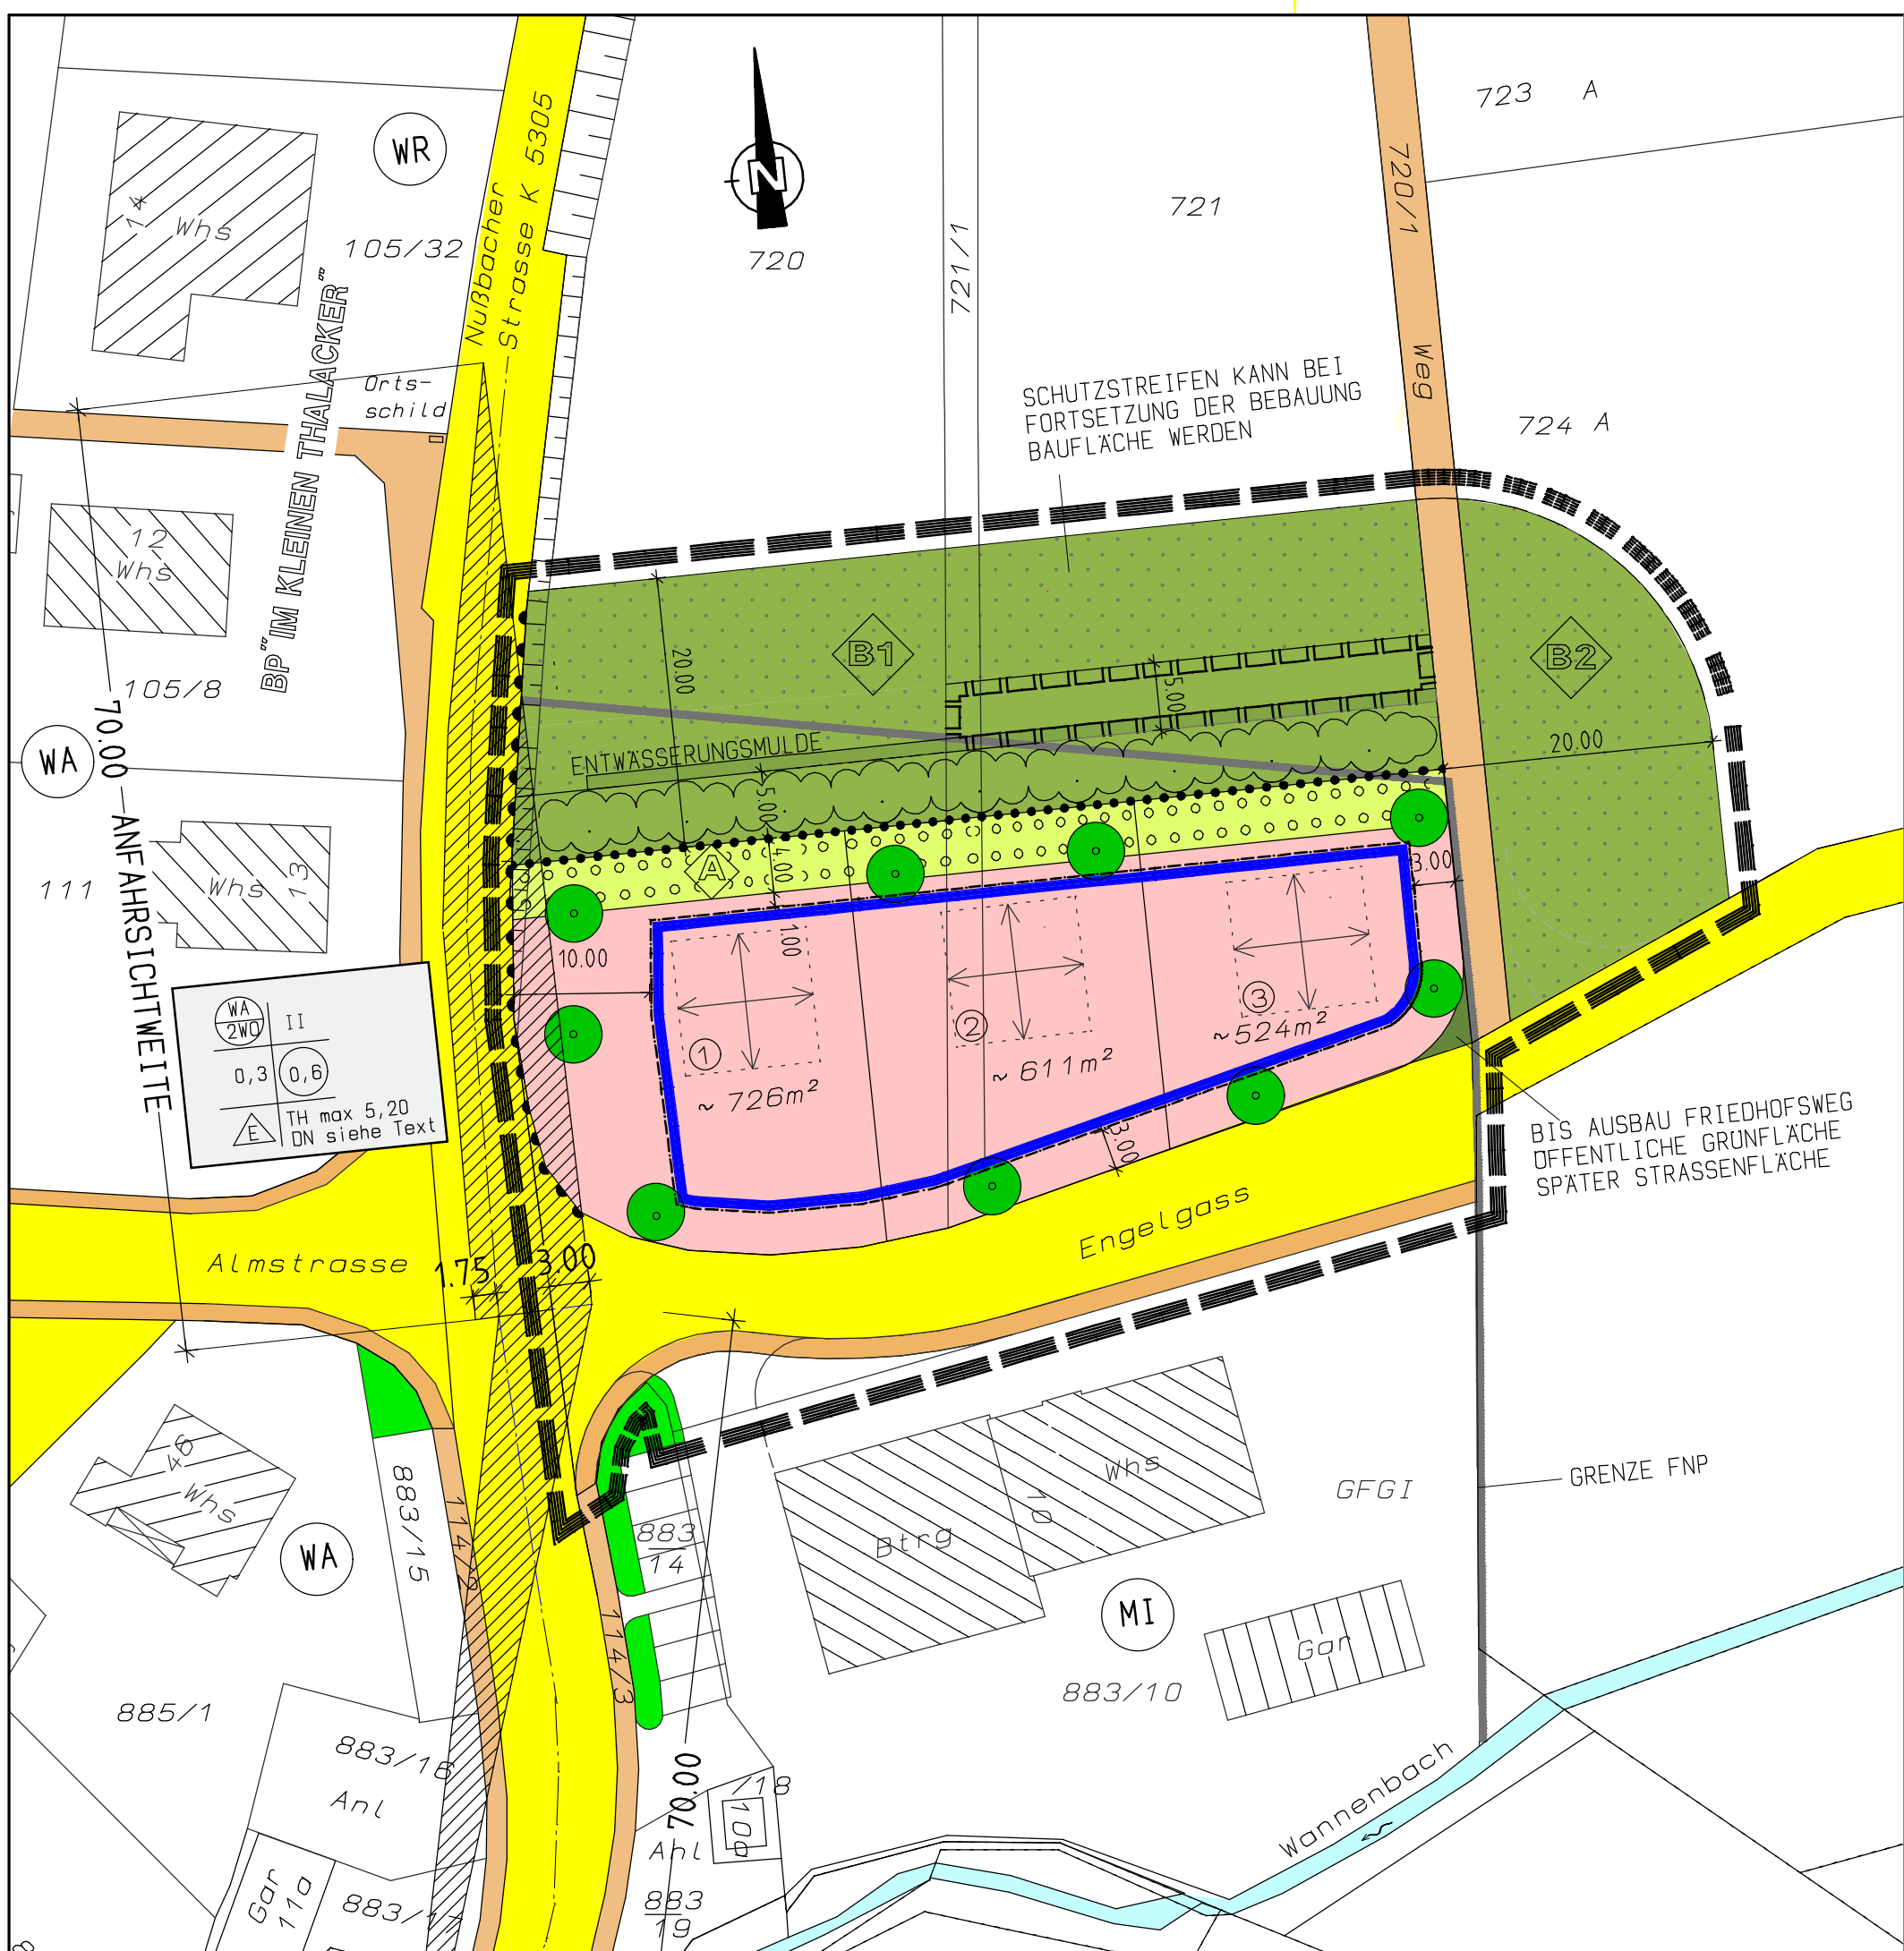 WR
14
Whs
105/32
Nußbacher
Strasse K 5305
N
720
721/1
721
720/1
Weg
723 A
724 A
Orts-
schild
BP "IM KLEINEN THALACKER"
SCHUTZSTREIFEN KANN BEI
FORTSETZUNG DER BEBAUUNG
BAUFLÄCHE WERDEN
12
Whs
105/8
WA
70.00
ANFAHRSICHTWEITE
B1
B2
20.00
5.00
20.00
ENTWÄSSERUNGSMULDE
5.00
4.00
A
3.00
111
Whs
13
10.00
1.00
1
~ 726m²
2
~ 611m²
3
~ 524m²
3.00
WA
2WO
II
0,3
0,6
E
TH max 5,20
DN siehe Text
BIS AUSBAU FRIEDHOFSWEG
ÖFFENTLICHE GRÜNFLÄCHE
SPÄTER STRASSENFLÄCHE
Almstrasse
1.75
3.00
Engelgass
46
Whs
WA
883/15
114/3
883
14
Btrg
10
Whs
GFGI
GRENZE FNP
MI
Gar
883/10
885/1
883/16
Anl
70.00
/18
10a
Anl
883
19
Gar
11a
Wannenbach